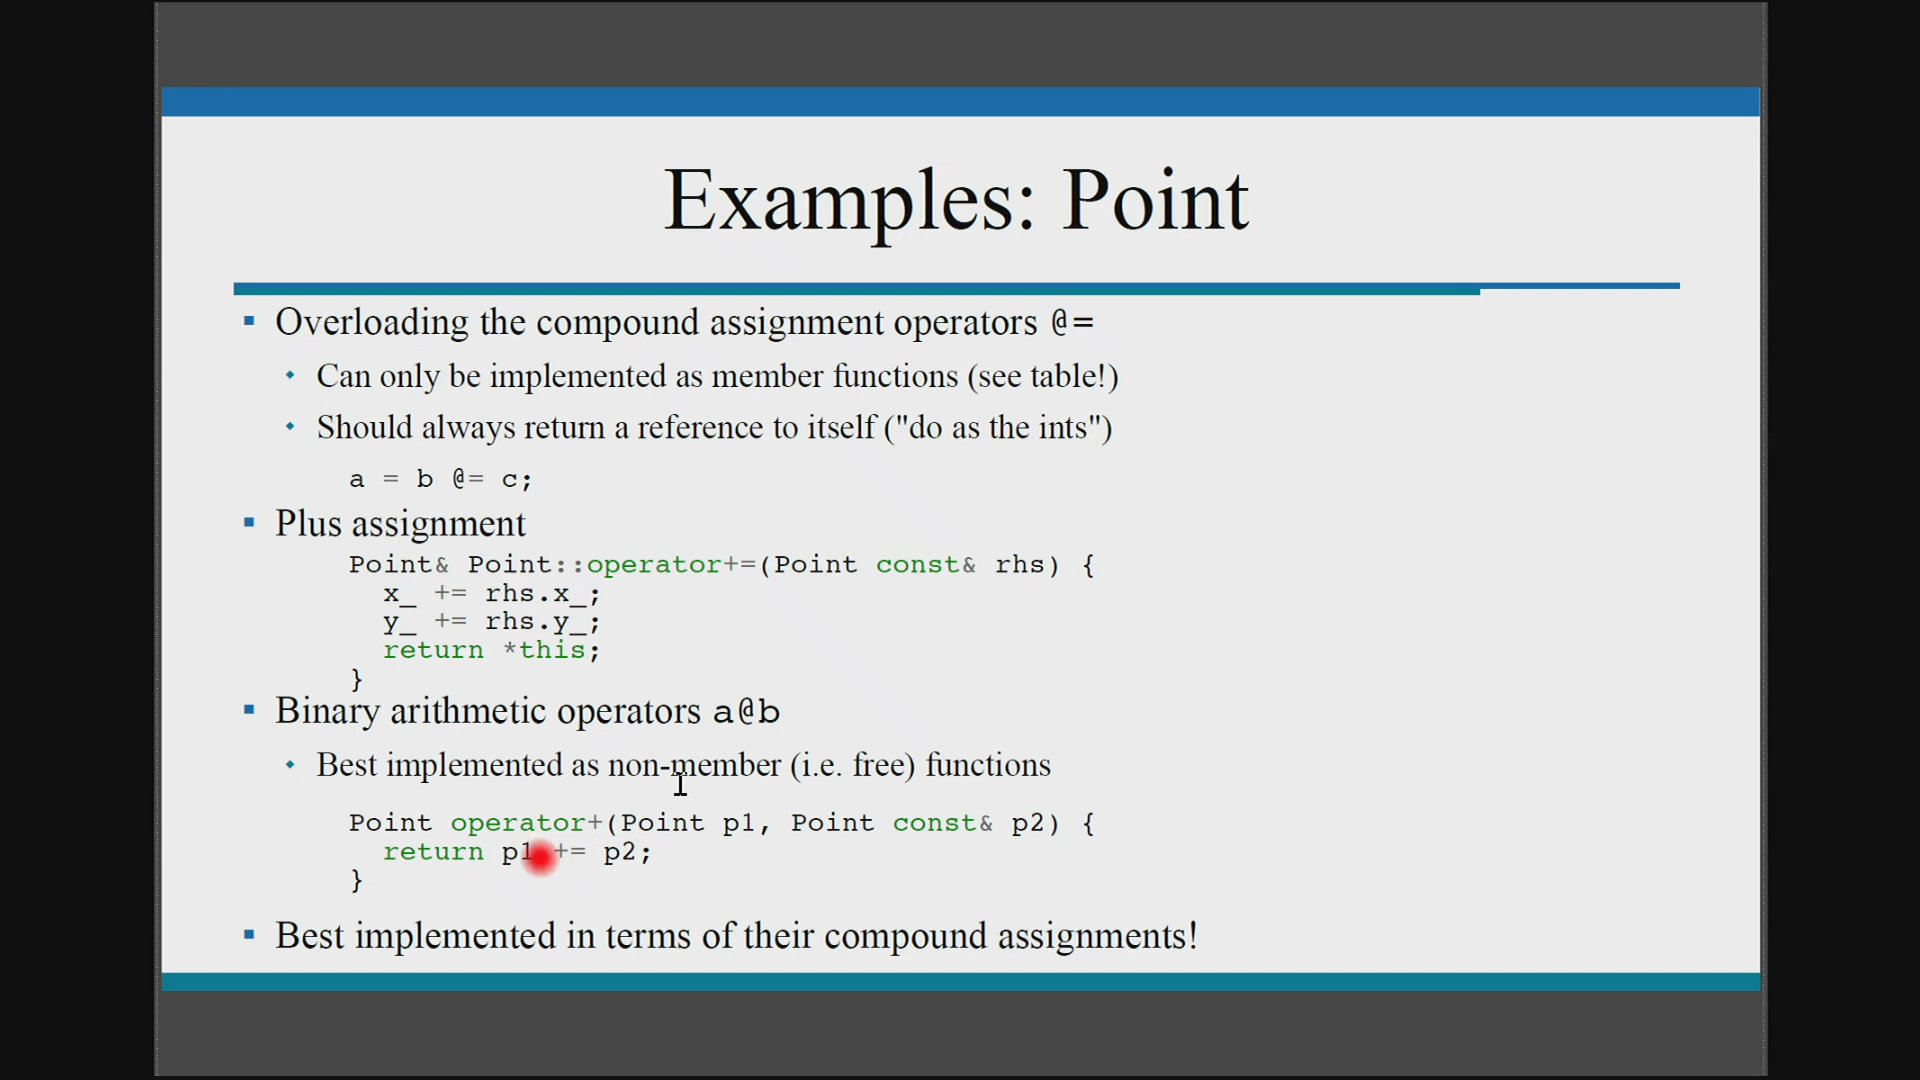 Examples: Point
Overloading the compound assignment operators @=
Can only be implemented as member functions (see table!)
Should always return a reference to itself ("do as the ints")
a = b @= c;
Plus assignment
Point& Point::operator+=(Point const& rhs) {
x_ += rhs.x_;
y_ += rhs.y_;
return *this;
}
Binary arithmetic operators a@b
Best implemented as non-member (i.e. free) functions
Point operator+(Point p1, Point const& p2) {
return p1 += p2;
}
Best implemented in terms of their compound assignments!